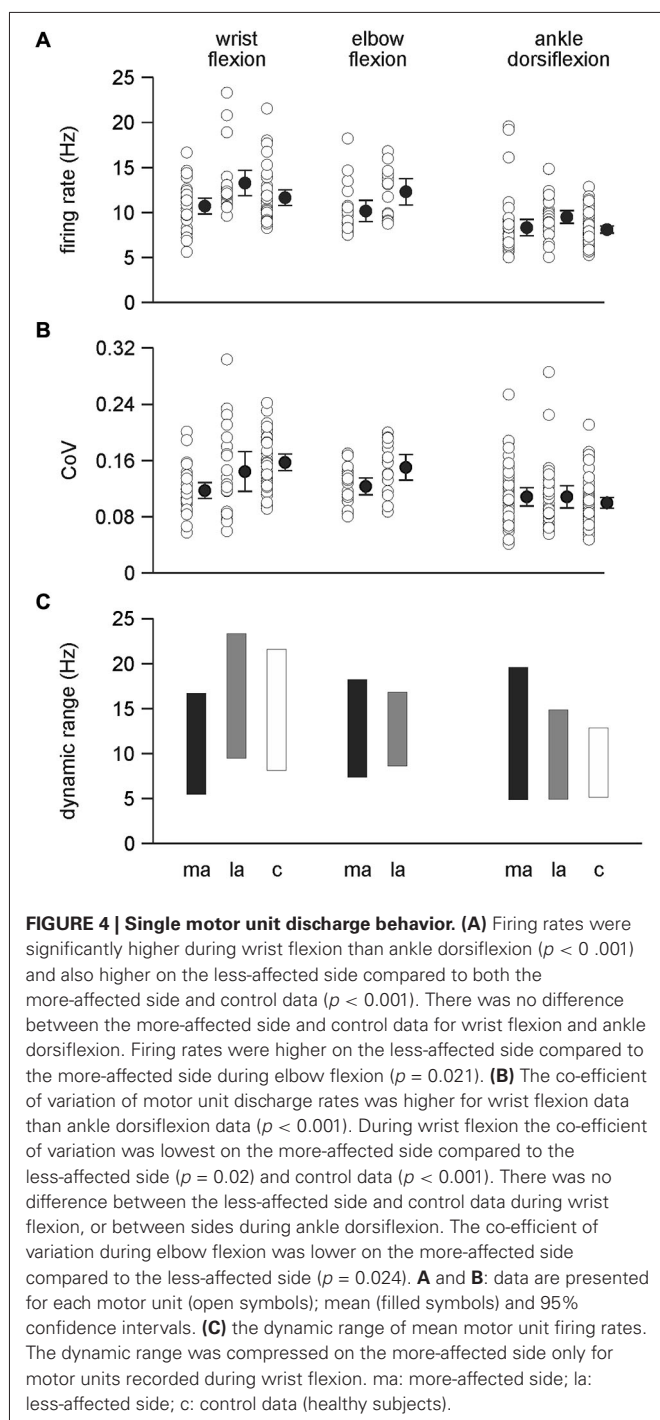 A
wrist flexion
elbow flexion
ankle dorsiflexion
firing rate (Hz)
25
20
15
10
5
0
B
CoV
0.32
0.24
0.16
0.08
0
C
dynamic range (Hz)
25
20
15
10
5
0
ma la c ma la ma la c
FIGURE 4 | Single motor unit discharge behavior. (A) Firing rates were
significantly higher during wrist flexion than ankle dorsiflexion (p < 0 .001)
and also higher on the less-affected side compared to both the
more-affected side and control data (p < 0.001). There was no difference
between the more-affected side and control data for wrist flexion and ankle
dorsiflexion. Firing rates were higher on the less-affected side compared to
the more-affected side during elbow flexion (p = 0.021). (B) The co-efficient
of variation of motor unit discharge rates was higher for wrist flexion data
than ankle dorsiflexion data (p < 0.001). During wrist flexion the co-efficient
of variation was lowest on the more-affected side compared to the
less-affected side (p = 0.02) and control data (p < 0.001). There was no
difference between the less-affected side and control data during wrist
flexion, or between sides during ankle dorsiflexion. The co-efficient of
variation during elbow flexion was lower on the more-affected side
compared to the less-affected side (p = 0.024). A and B: data are presented
for each motor unit (open symbols); mean (filled symbols) and 95%
confidence intervals. (C) the dynamic range of mean motor unit firing rates.
The dynamic range was compressed on the more-affected side only for
motor units recorded during wrist flexion. ma: more-affected side; la:
less-affected side; c: control data (healthy subjects).